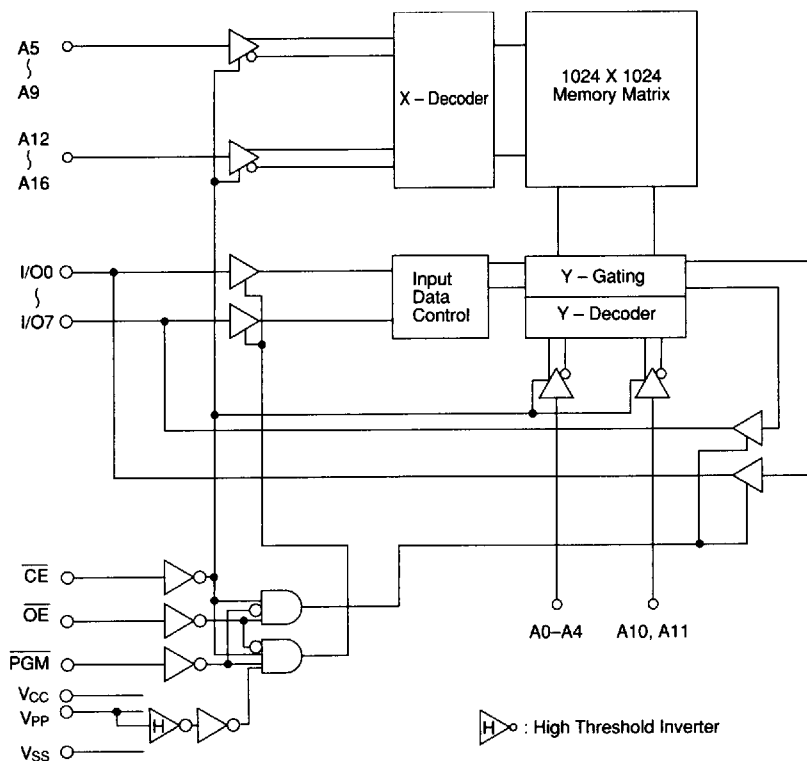 A5
A9
A12
A16
X – Decoder
1024 X 1024
Memory Matrix
I/O0
I/O7
Input
Data
Control
Y – Gating
Y – Decoder
CE
OE
PGM
VCC
VPP
VSS
H
A0–A4
A10, A11
H : High Threshold Inverter